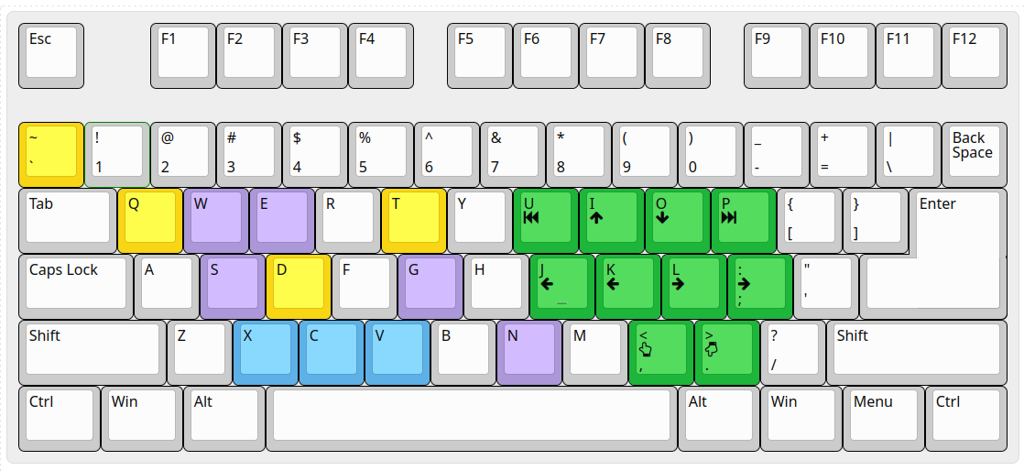 Esc F1 F2 F3 F4 F5 F6 F7 F8 F9 F10 F11 F12
~ ! @ # $ % ^ & * ( ) _ + | Back
Space
` 1 2 3 4 5 6 7 8 9 0 - = \
Tab Q W E R T Y U I O P { } Enter
[ ]
Caps Lock A S D F G H J K L : "
_ ; '
Shift Z X C V B N M < > ? Shift
, . /
Ctrl Win Alt Alt Win Menu Ctrl